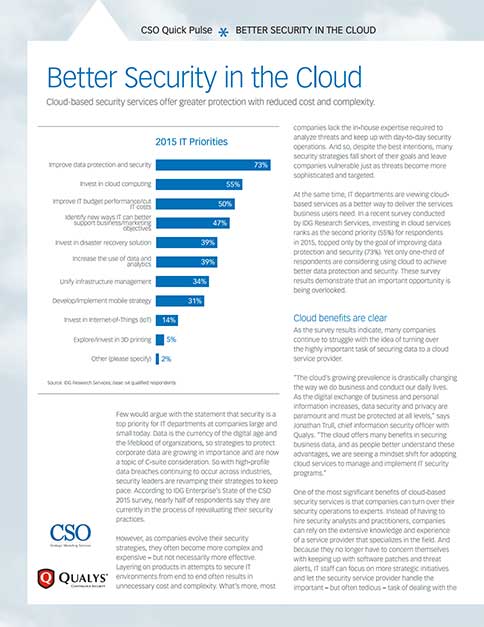 CSO Quick Pulse * BETTER SECURITY IN THE CLOUD
Better Security in the Cloud
Cloud-based security services offer greater protection with reduced cost and complexity.
2015 IT Priorities
Improve data protection and security 73%
Invest in cloud computing 55%
Improve IT budget performance/cut
IT costs 50%
Identify new ways IT can better
support business/marketing
objectives 47%
Invest in disaster recovery solution 39%
Increase the use of data and
analytics 39%
Unify infrastructure management 34%
Develop/implement mobile strategy 31%
Invest in Internet-of-Things (IoT) 14%
Explore/invest in 3D printing 5%
Other (please specify) 2%
Source: IDG Research Services; base: qualified respondents
Few would argue with the statement that security is a
top priority for IT departments at companies large and
small today. Data is the currency of the digital age and
the lifeblood of organizations, so strategies to protect
corporate data are growing in importance and are now
a topic of C-suite consideration. So with high-profile
data breaches continuing to occur across industries,
security leaders are revamping their strategies to keep
pace. According to IDG Enterprise's State of the CSO
2015 survey, nearly half of respondents say they are
currently in the process of reevaluating their security
practices.
However, as companies evolve their security
strategies, they often become more complex and
expensive – but not necessarily more effective.
Layering on products in attempts to secure IT
environments from end to end often results in
unnecessary cost and complexity. What's more, most
CSO
Strategic Marketing Services
QUALYS
CONTINUOUS SECURITY
companies lack the in-house expertise required to
analyze threats and keep up with day-to-day security
operations. And so, despite the best intentions, many
security strategies fall short of their goals and leave
companies vulnerable just as threats become more
sophisticated and targeted.
At the same time, IT departments are viewing cloud-
based services as a better way to deliver the services
business users need. In a recent survey conducted
by IDG Research Services, investing in cloud services
ranks as the second priority (55%) for respondents
in 2015, topped only by the goal of improving data
protection and security (73%). Yet only one-third of
respondents are considering using cloud to achieve
better data protection and security. These survey
results demonstrate that an important opportunity is
being overlooked.
Cloud benefits are clear
As the survey results indicate, many companies
continue to struggle with the idea of turning over
the highly important task of securing data to a cloud
service provider.
"The cloud's growing prevalence is drastically changing
the way we do business and conduct our daily lives.
As the digital exchange of business and personal
information increases, data security and privacy are
paramount and must be protected at all levels," says
Jonathan Trull, chief information security officer with
Qualys. "The cloud offers many benefits in securing
business data, and as people better understand these
advantages, we are seeing a mindset shift for adopting
cloud services to manage and implement IT security
programs."
One of the most significant benefits of cloud-based
security services is that companies can turn over their
security operations to experts. Instead of having to
hire security analysts and practitioners, companies
can rely on the extensive knowledge and experience
of a service provider that specializes in the field. And
because they no longer have to concern themselves
with keeping up with software patches and threat
alerts, IT staff can focus on more strategic initiatives
and let the security service provider handle the
important – but often tedious – task of dealing with the